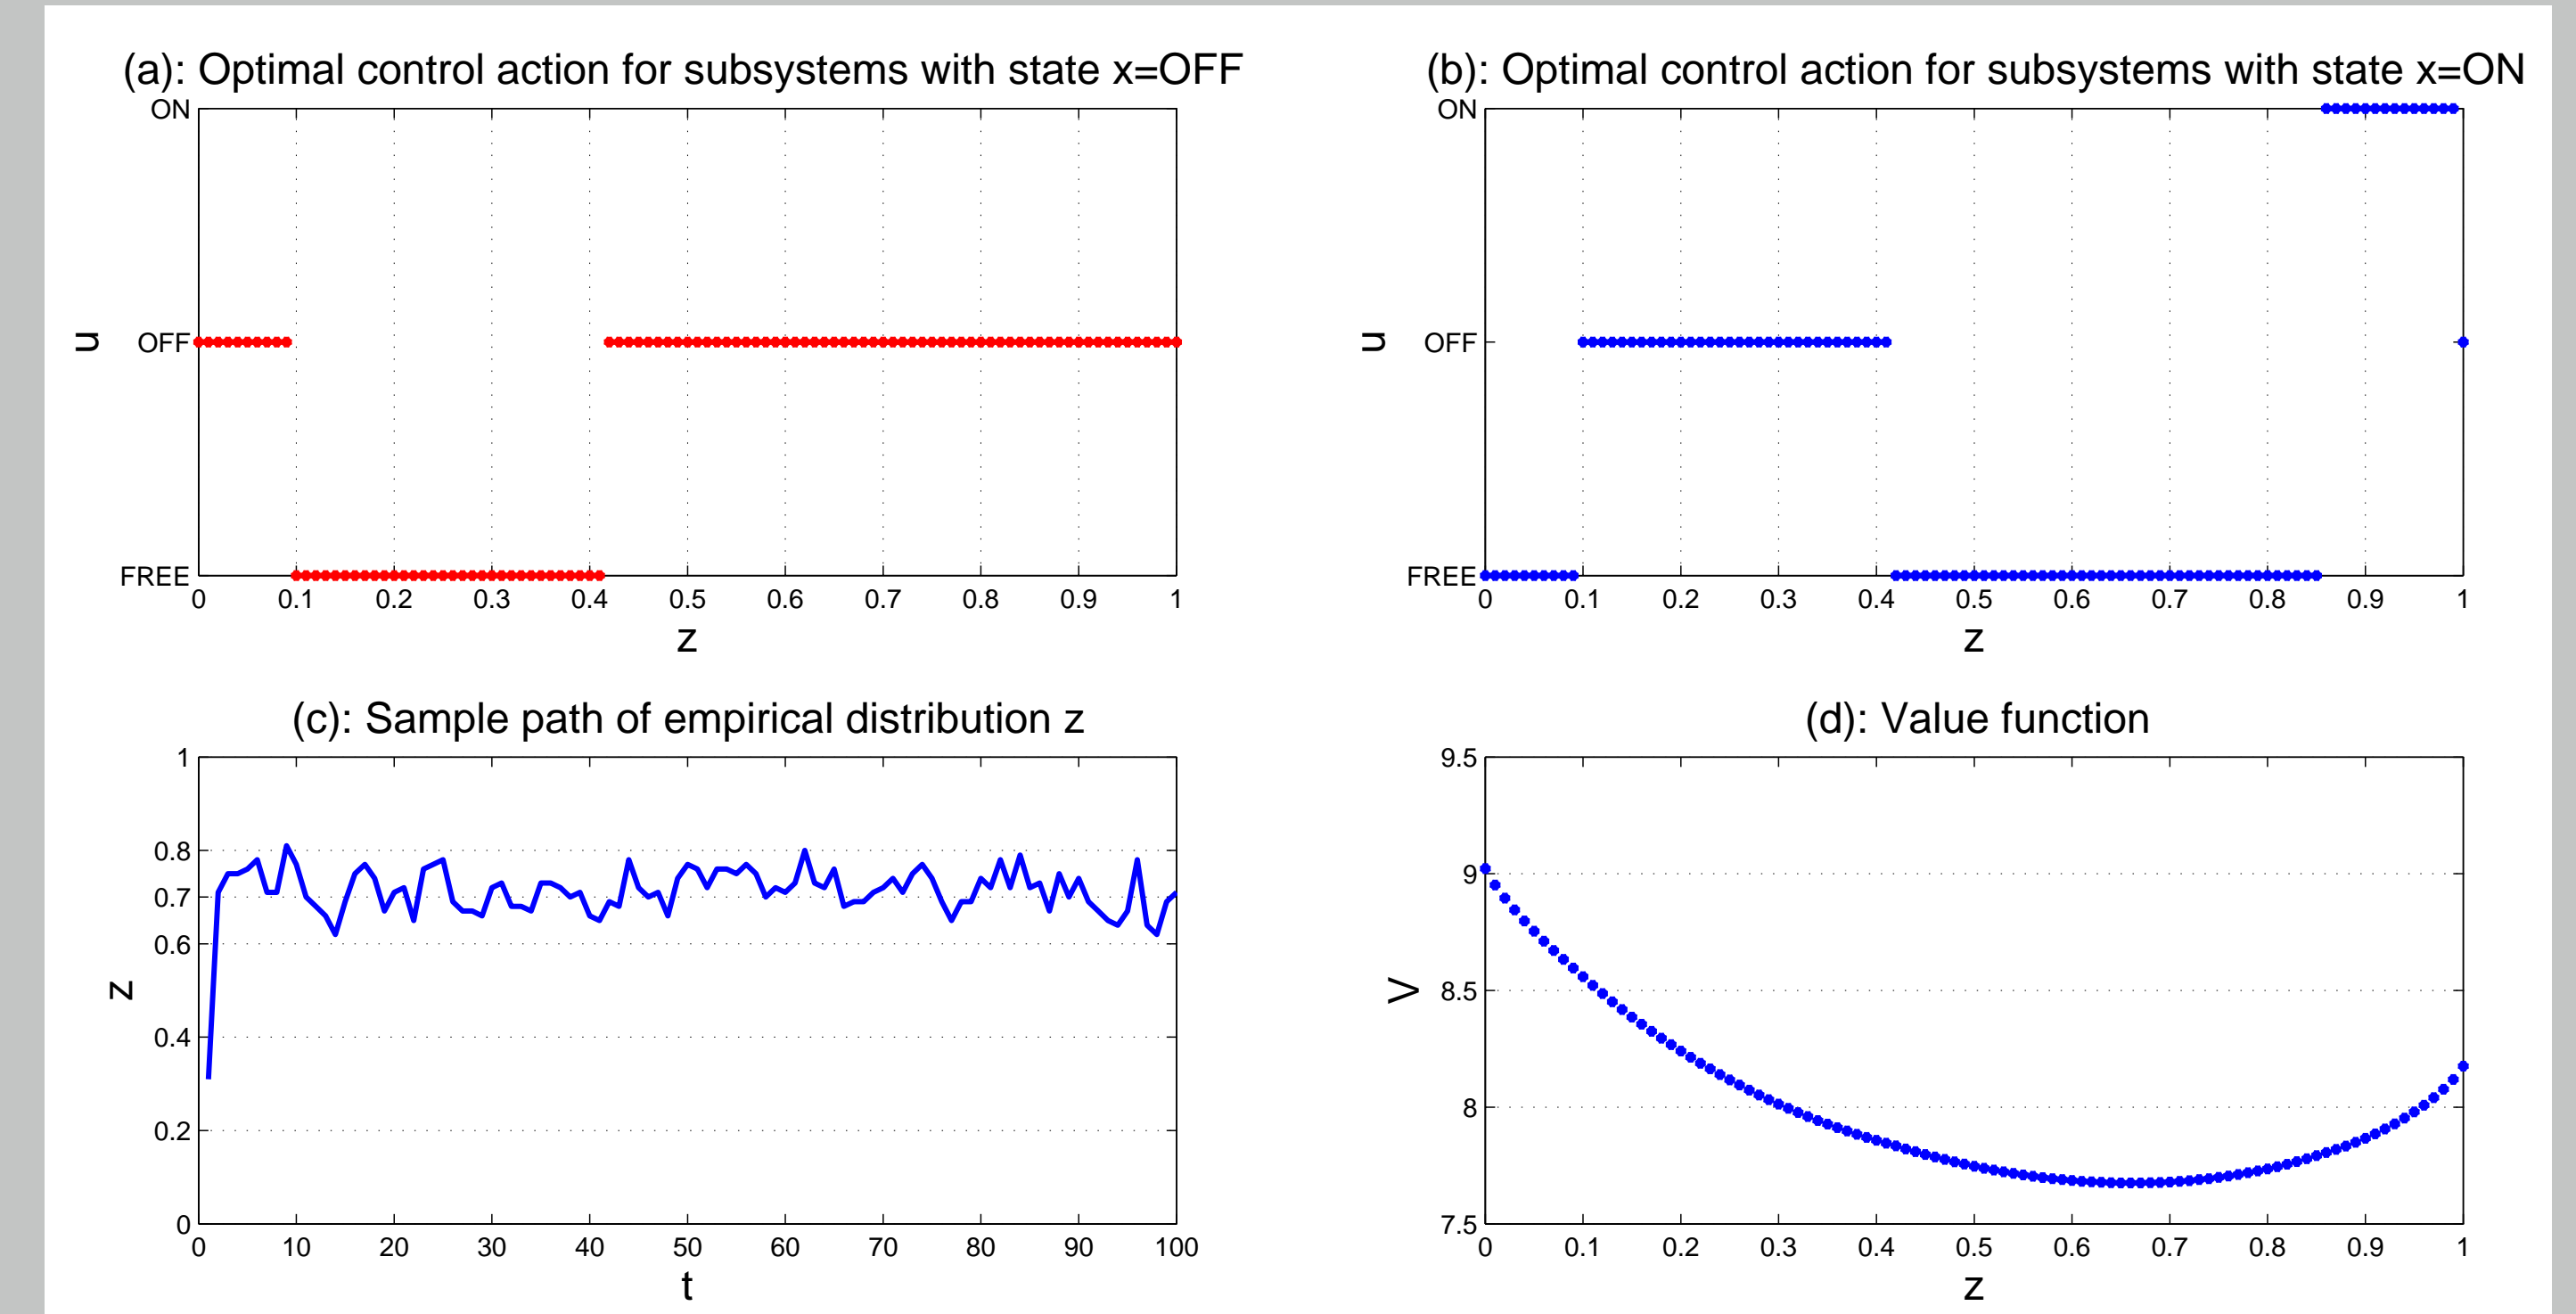 (a): Optimal control action for subsystems with state x=OFF
ON
OFF
FREE
u
0 0.1 0.2 0.3 0.4 0.5 0.6 0.7 0.8 0.9 1
z
(b): Optimal control action for subsystems with state x=ON
ON
OFF
FREE
u
0 0.1 0.2 0.3 0.4 0.5 0.6 0.7 0.8 0.9 1
z
(c): Sample path of empirical distribution z
1
0.8
0.7
0.6
0.4
0.2
0
z
0 10 20 30 40 50 60 70 80 90 100
t
(d): Value function
9.5
9
8.5
8
7.5
V
0 0.1 0.2 0.3 0.4 0.5 0.6 0.7 0.8 0.9 1
z